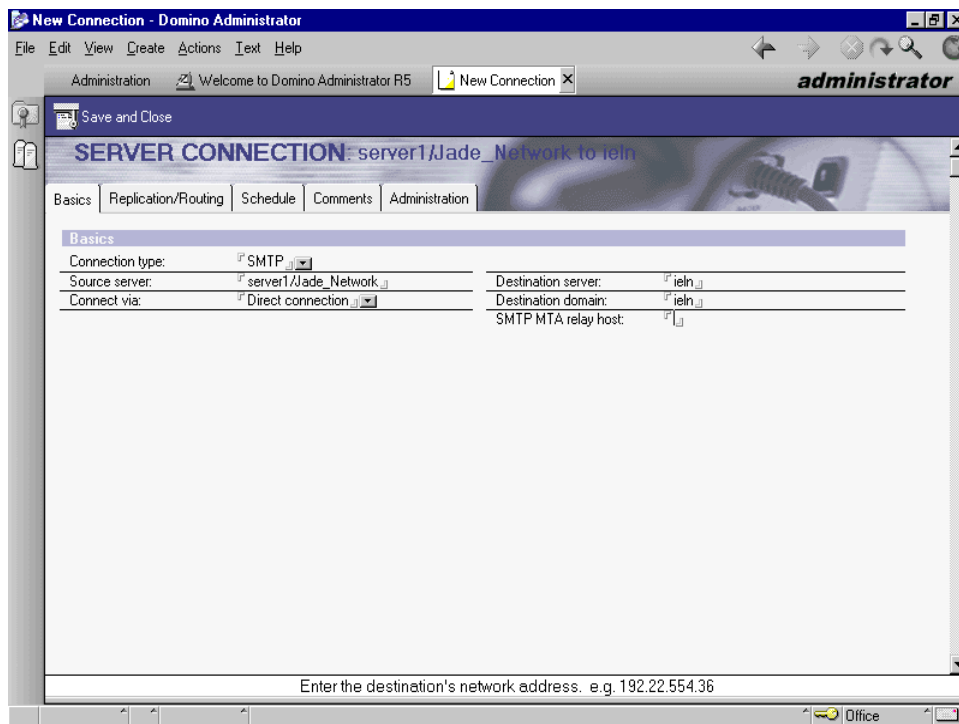 New Connection - Domino Administrator
File Edit View Create Actions Text Help
Administration Welcome to Domino Administrator R5 New Connection administrator
Save and Close
SERVER CONNECTION: server1/Jade_Network to ieln
Basics Replication/Routing Schedule Comments Administration
Basics
Connection type: SMTP
Source server: server1/Jade_Network Destination server: ieln
Connect via: Direct connection Destination domain: ieln
SMTP MTA relay host:
Enter the destination's network address. e.g. 192.22.554.36
Office